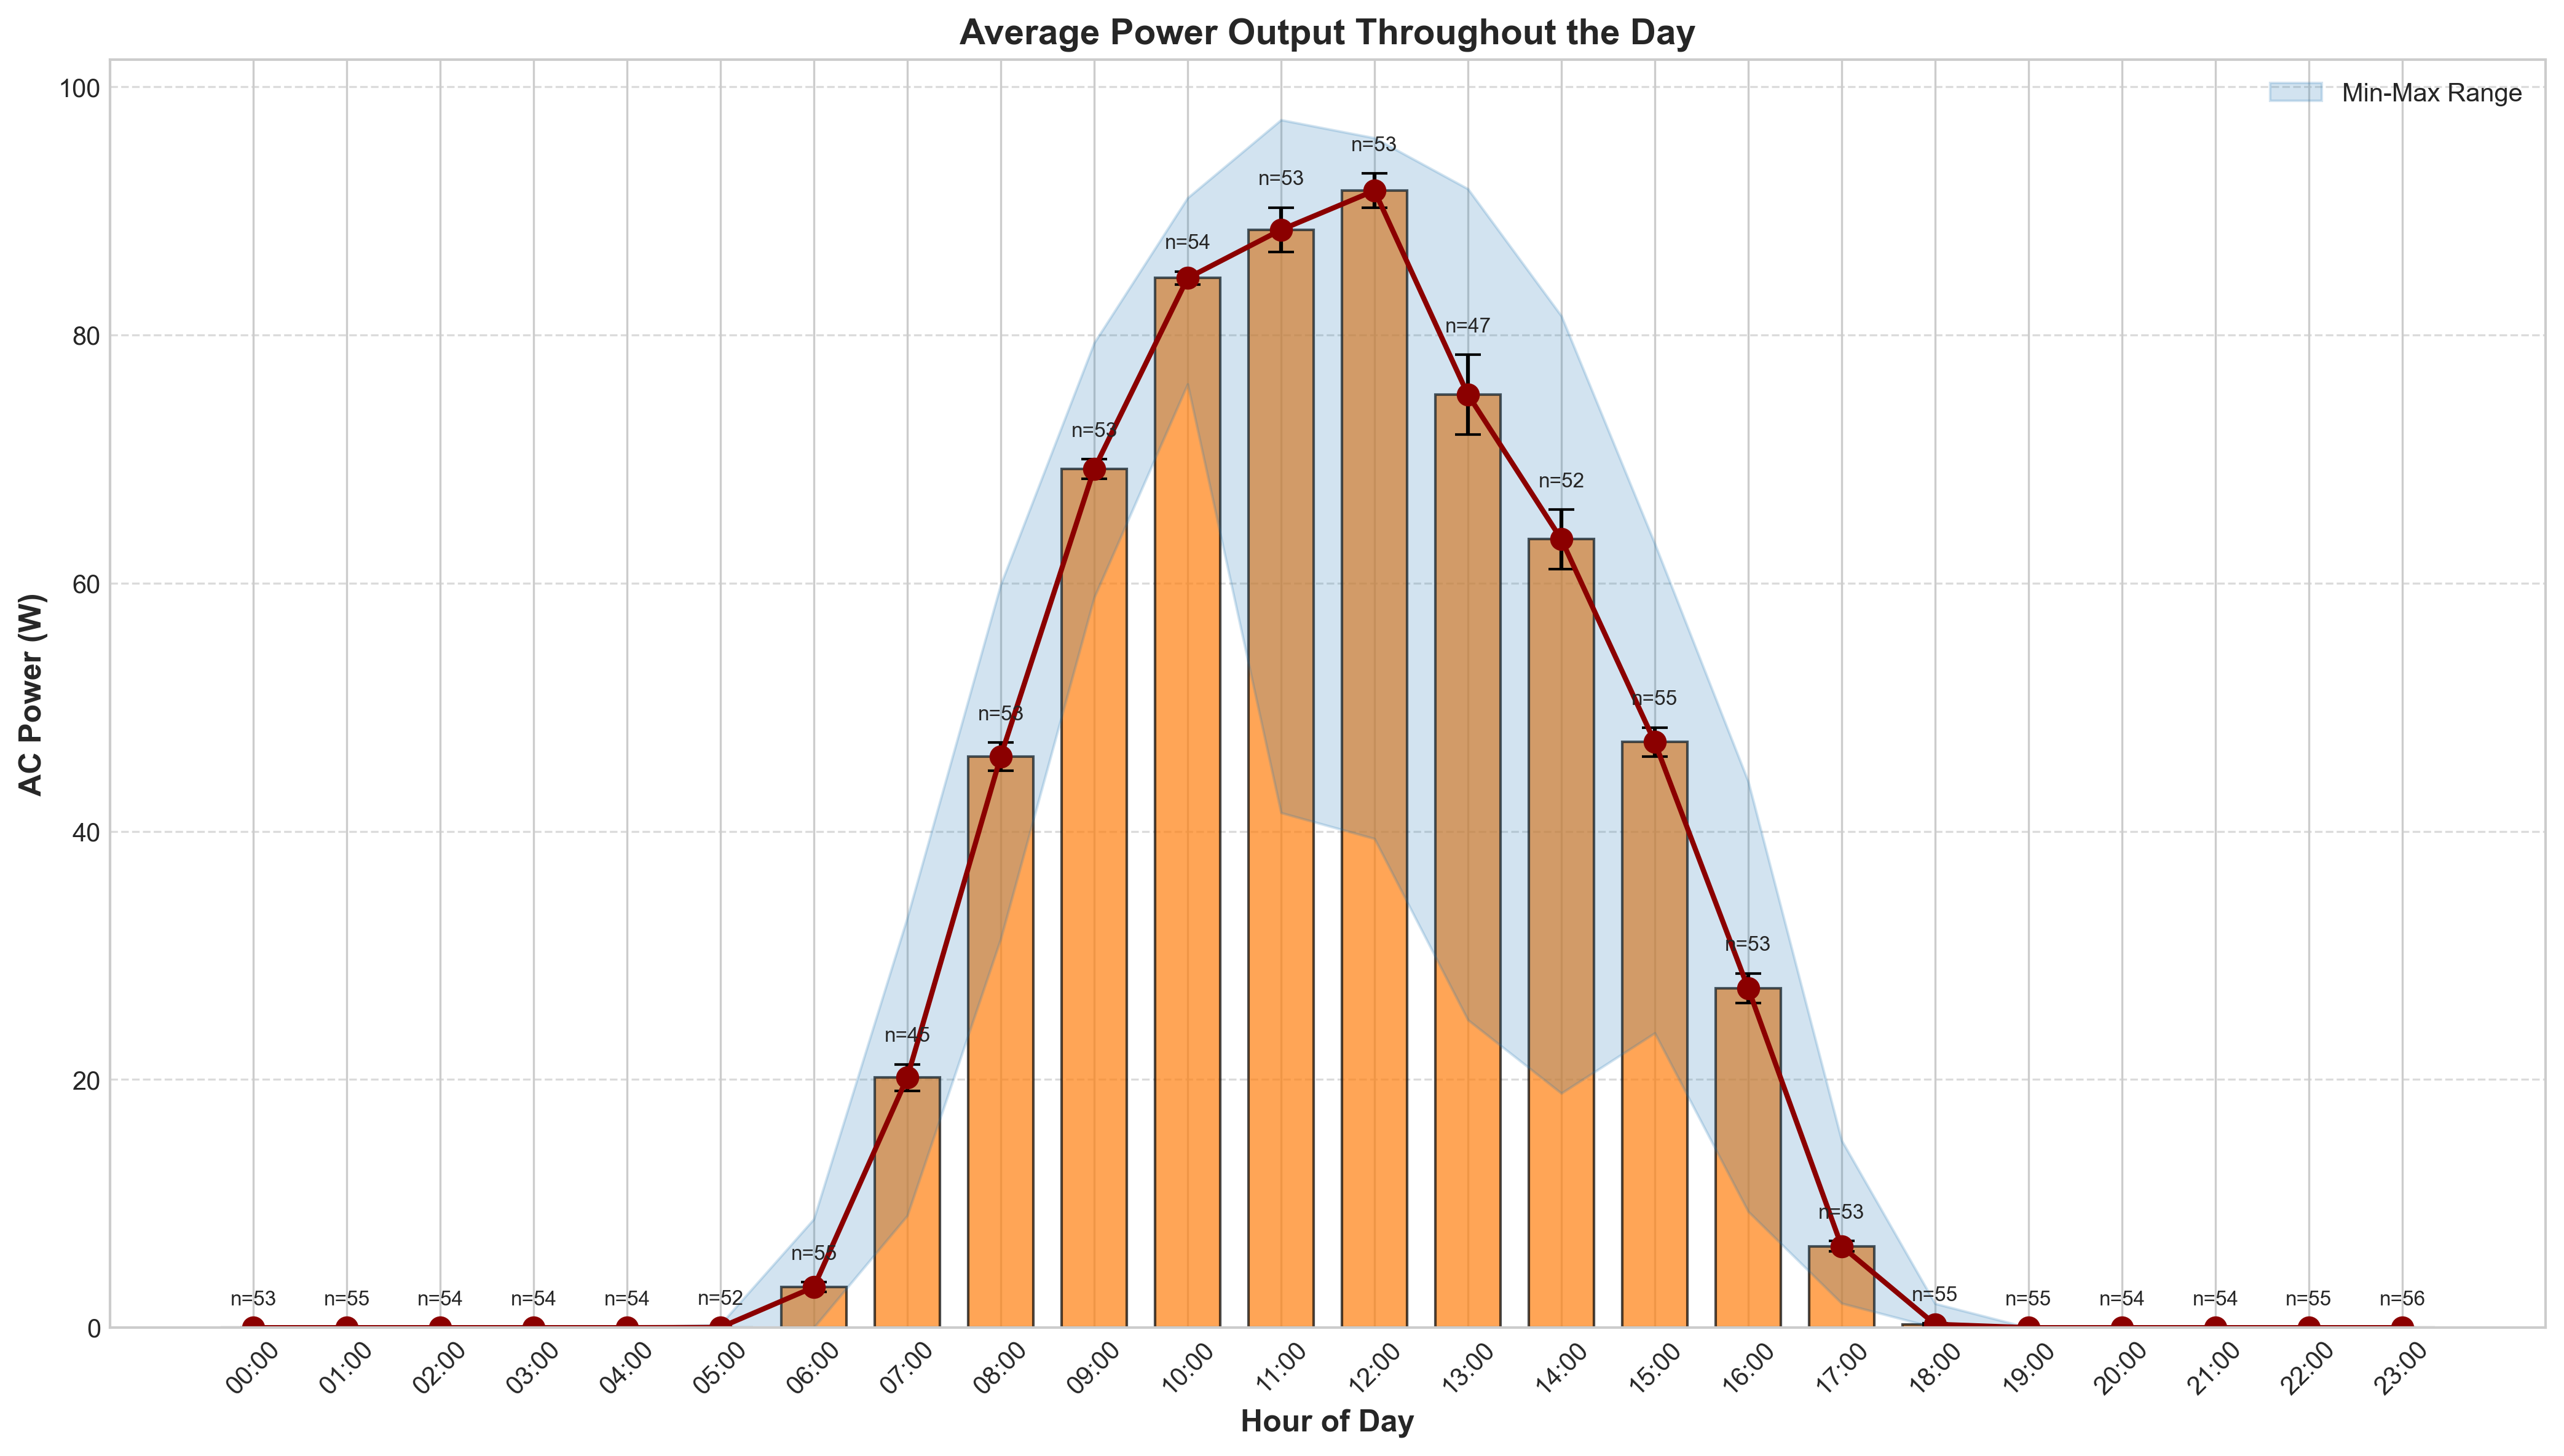 Average Power Output Throughout the Day
Min-Max Range
AC Power (W)
100
80
60
40
20
0
n=53
n=55
n=54
n=54
n=54
n=52
n=55
n=45
n=53
n=53
n=54
n=53
n=53
n=47
n=52
n=55
n=53
n=53
n=55
n=55
n=54
n=54
n=55
n=56
00:00
01:00
02:00
03:00
04:00
05:00
06:00
07:00
08:00
09:00
10:00
11:00
12:00
13:00
14:00
15:00
16:00
17:00
18:00
19:00
20:00
21:00
22:00
23:00
Hour of Day